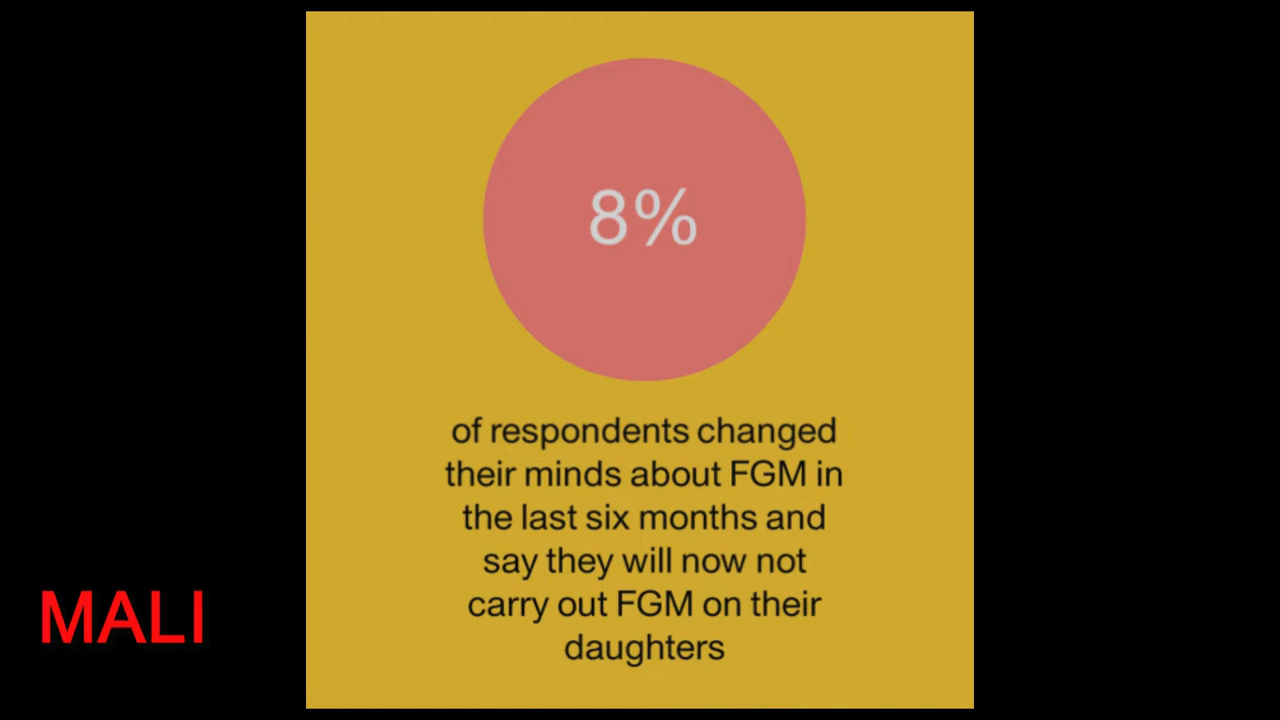 8%
of respondents changed
their minds about FGM in
the last six months and
say they will now not
carry out FGM on their
daughters
MALI